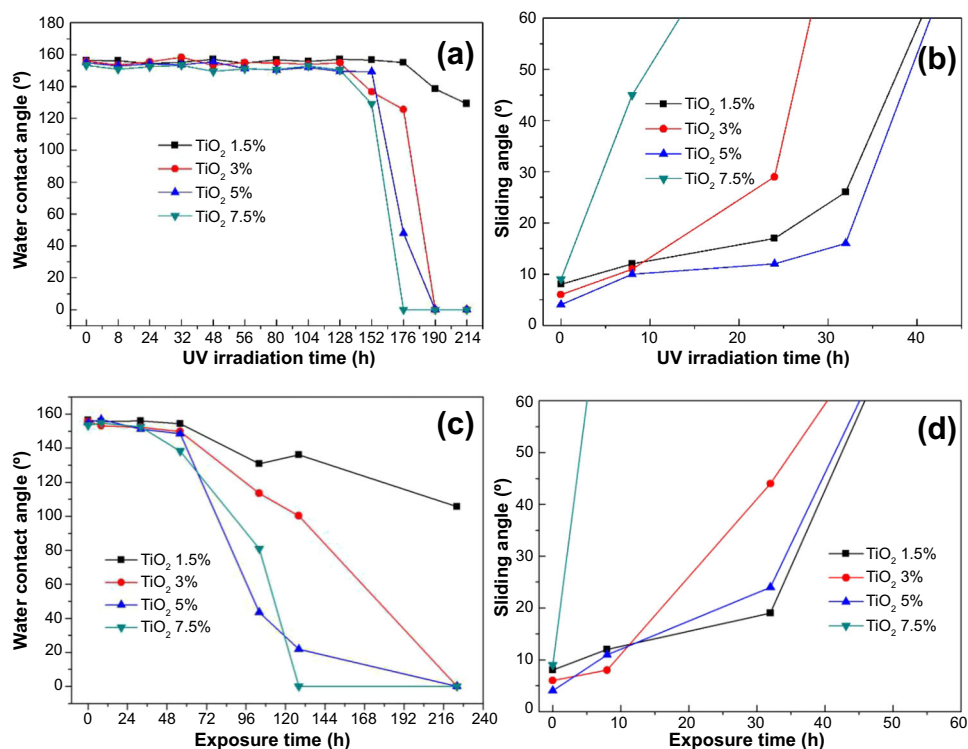 180
160
140
120
100
80
60
40
20
0
Water contact angle (º)
(a)
TiO2 1.5%
TiO2 3%
TiO2 5%
TiO2 7.5%
0 8 24 32 48 56 80 104 128 152 176 190 214
UV irradiation time (h)
60
50
40
30
20
10
0
Sliding angle (º)
(b)
TiO2 1.5%
TiO2 3%
TiO2 5%
TiO2 7.5%
0 10 20 30 40
UV irradiation time (h)
160
140
120
100
80
60
40
20
0
Water contact angle (º)
(c)
TiO2 1.5%
TiO2 3%
TiO2 5%
TiO2 7.5%
0 24 48 72 96 120 144 168 192 216 240
Exposure time (h)
60
50
40
30
20
10
0
Sliding angle (º)
(d)
TiO2 1.5%
TiO2 3%
TiO2 5%
TiO2 7.5%
0 10 20 30 40 50 60
Exposure time (h)